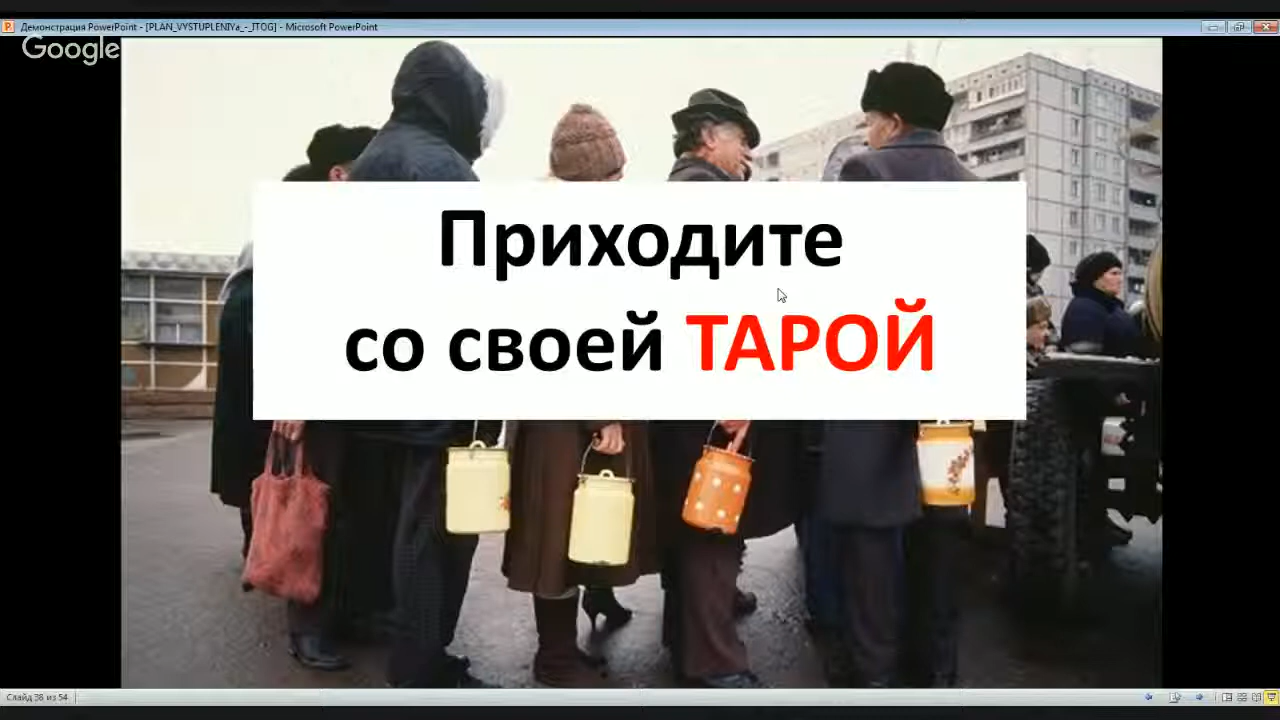 Демонстрация PowerPoint - [PLAN_VYSTUPLENIYa_-_ITOG] - Microsoft PowerPoint
Google
Приходите
со своей ТАРОЙ
Слайд 38 из 54